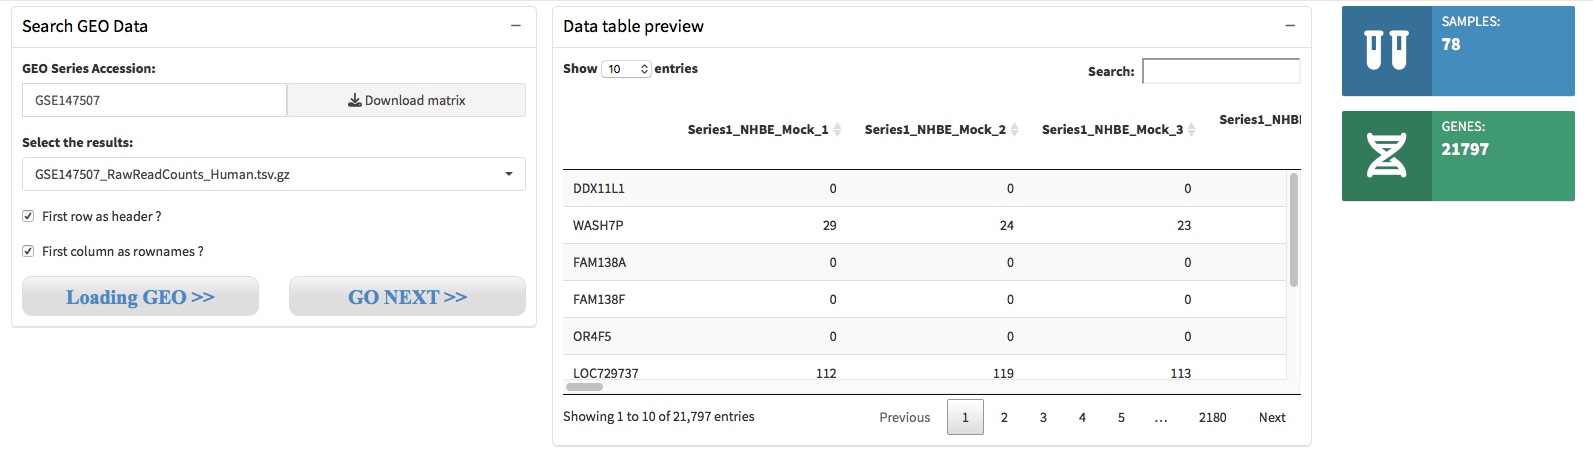 Search GEO Data
GEO Series Accession:
GSE147507
Download matrix
Select the results:
GSE147507_RawReadCounts_Human.tsv.gz
First row as header ?
First column as rownames ?
Loading GEO >>
GO NEXT >>
Data table preview
Show 10 entries
Search:
Series1_NHBE_Mock_1 Series1_NHBE_Mock_2 Series1_NHBE_Mock_3 Series1_NHBE
DDX11L1 0 0 0
WASH7P 29 24 23
FAM138A 0 0 0
FAM138F 0 0 0
OR4F5 0 0 0
LOC729737 112 119 113
Showing 1 to 10 of 21,797 entries
Previous 1 2 3 4 5 ... 2180 Next
SAMPLES:
78
GENES:
21797